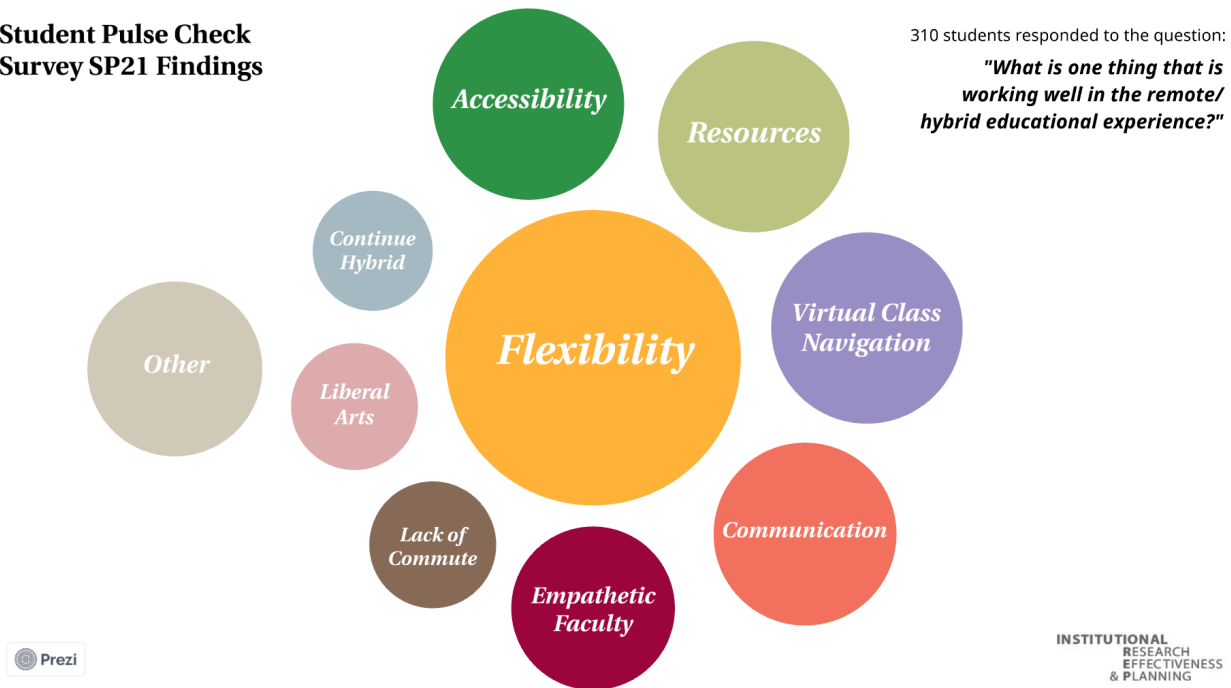 Student Pulse Check
Survey SP21 Findings
310 students responded to the question:
"What is one thing that is
working well in the remote/
hybrid educational experience?"
Accessibility
Resources
Continue
Hybrid
Virtual Class
Navigation
Flexibility
Other
Liberal
Arts
Communication
Lack of
Commute
Empathetic
Faculty
Prezi
INSTITUTIONAL
RESEARCH
EFFECTIVENESS
& PLANNING